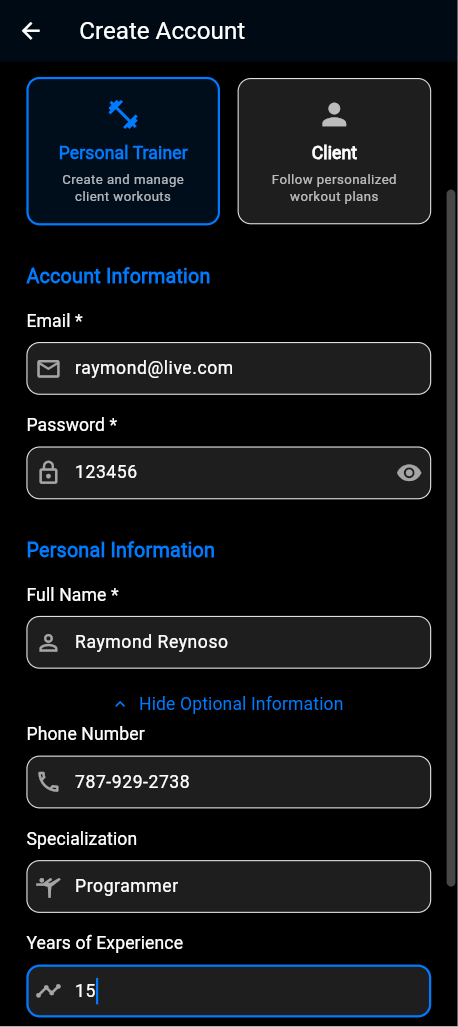 Create Account
Personal Trainer
Create and manage
client workouts
Client
Follow personalized
workout plans
Account Information
Email *
raymond@live.com
Password *
123456
Personal Information
Full Name *
Raymond Reynoso
Hide Optional Information
Phone Number
787-929-2738
Specialization
Programmer
Years of Experience
15